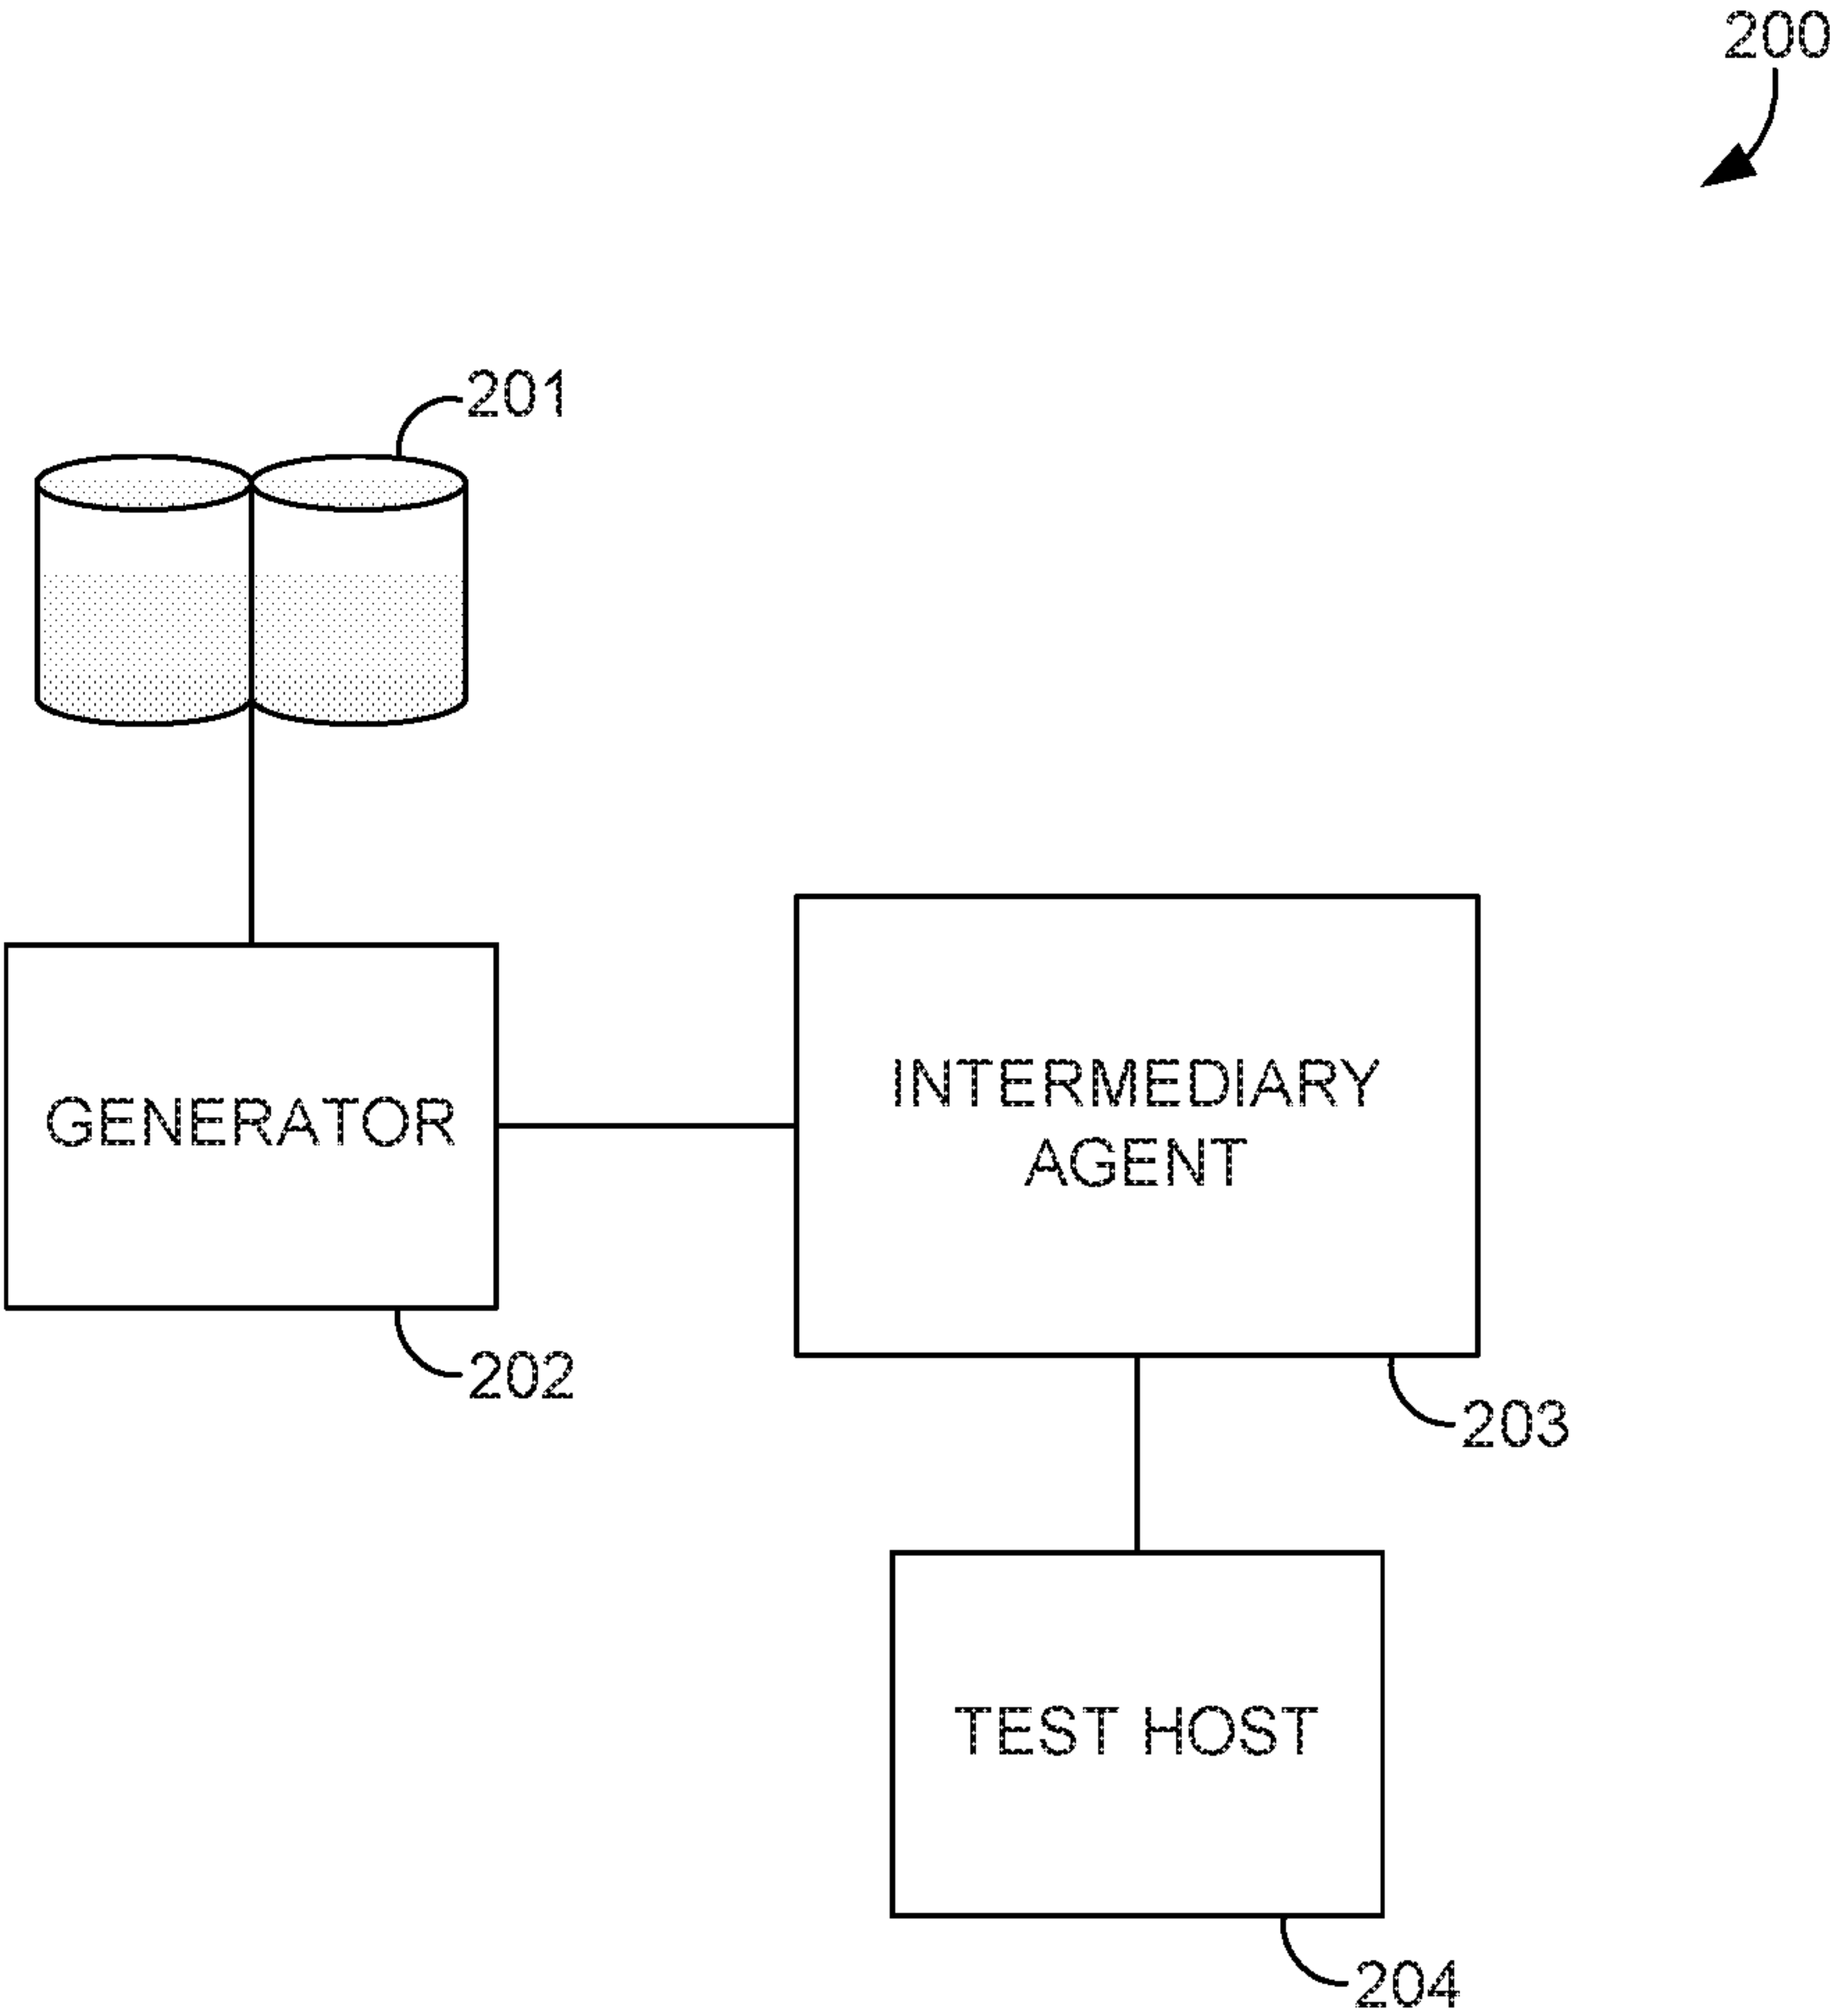 200
201
GENERATOR
INTERMEDIARY
AGENT
202
203
TEST HOST
204